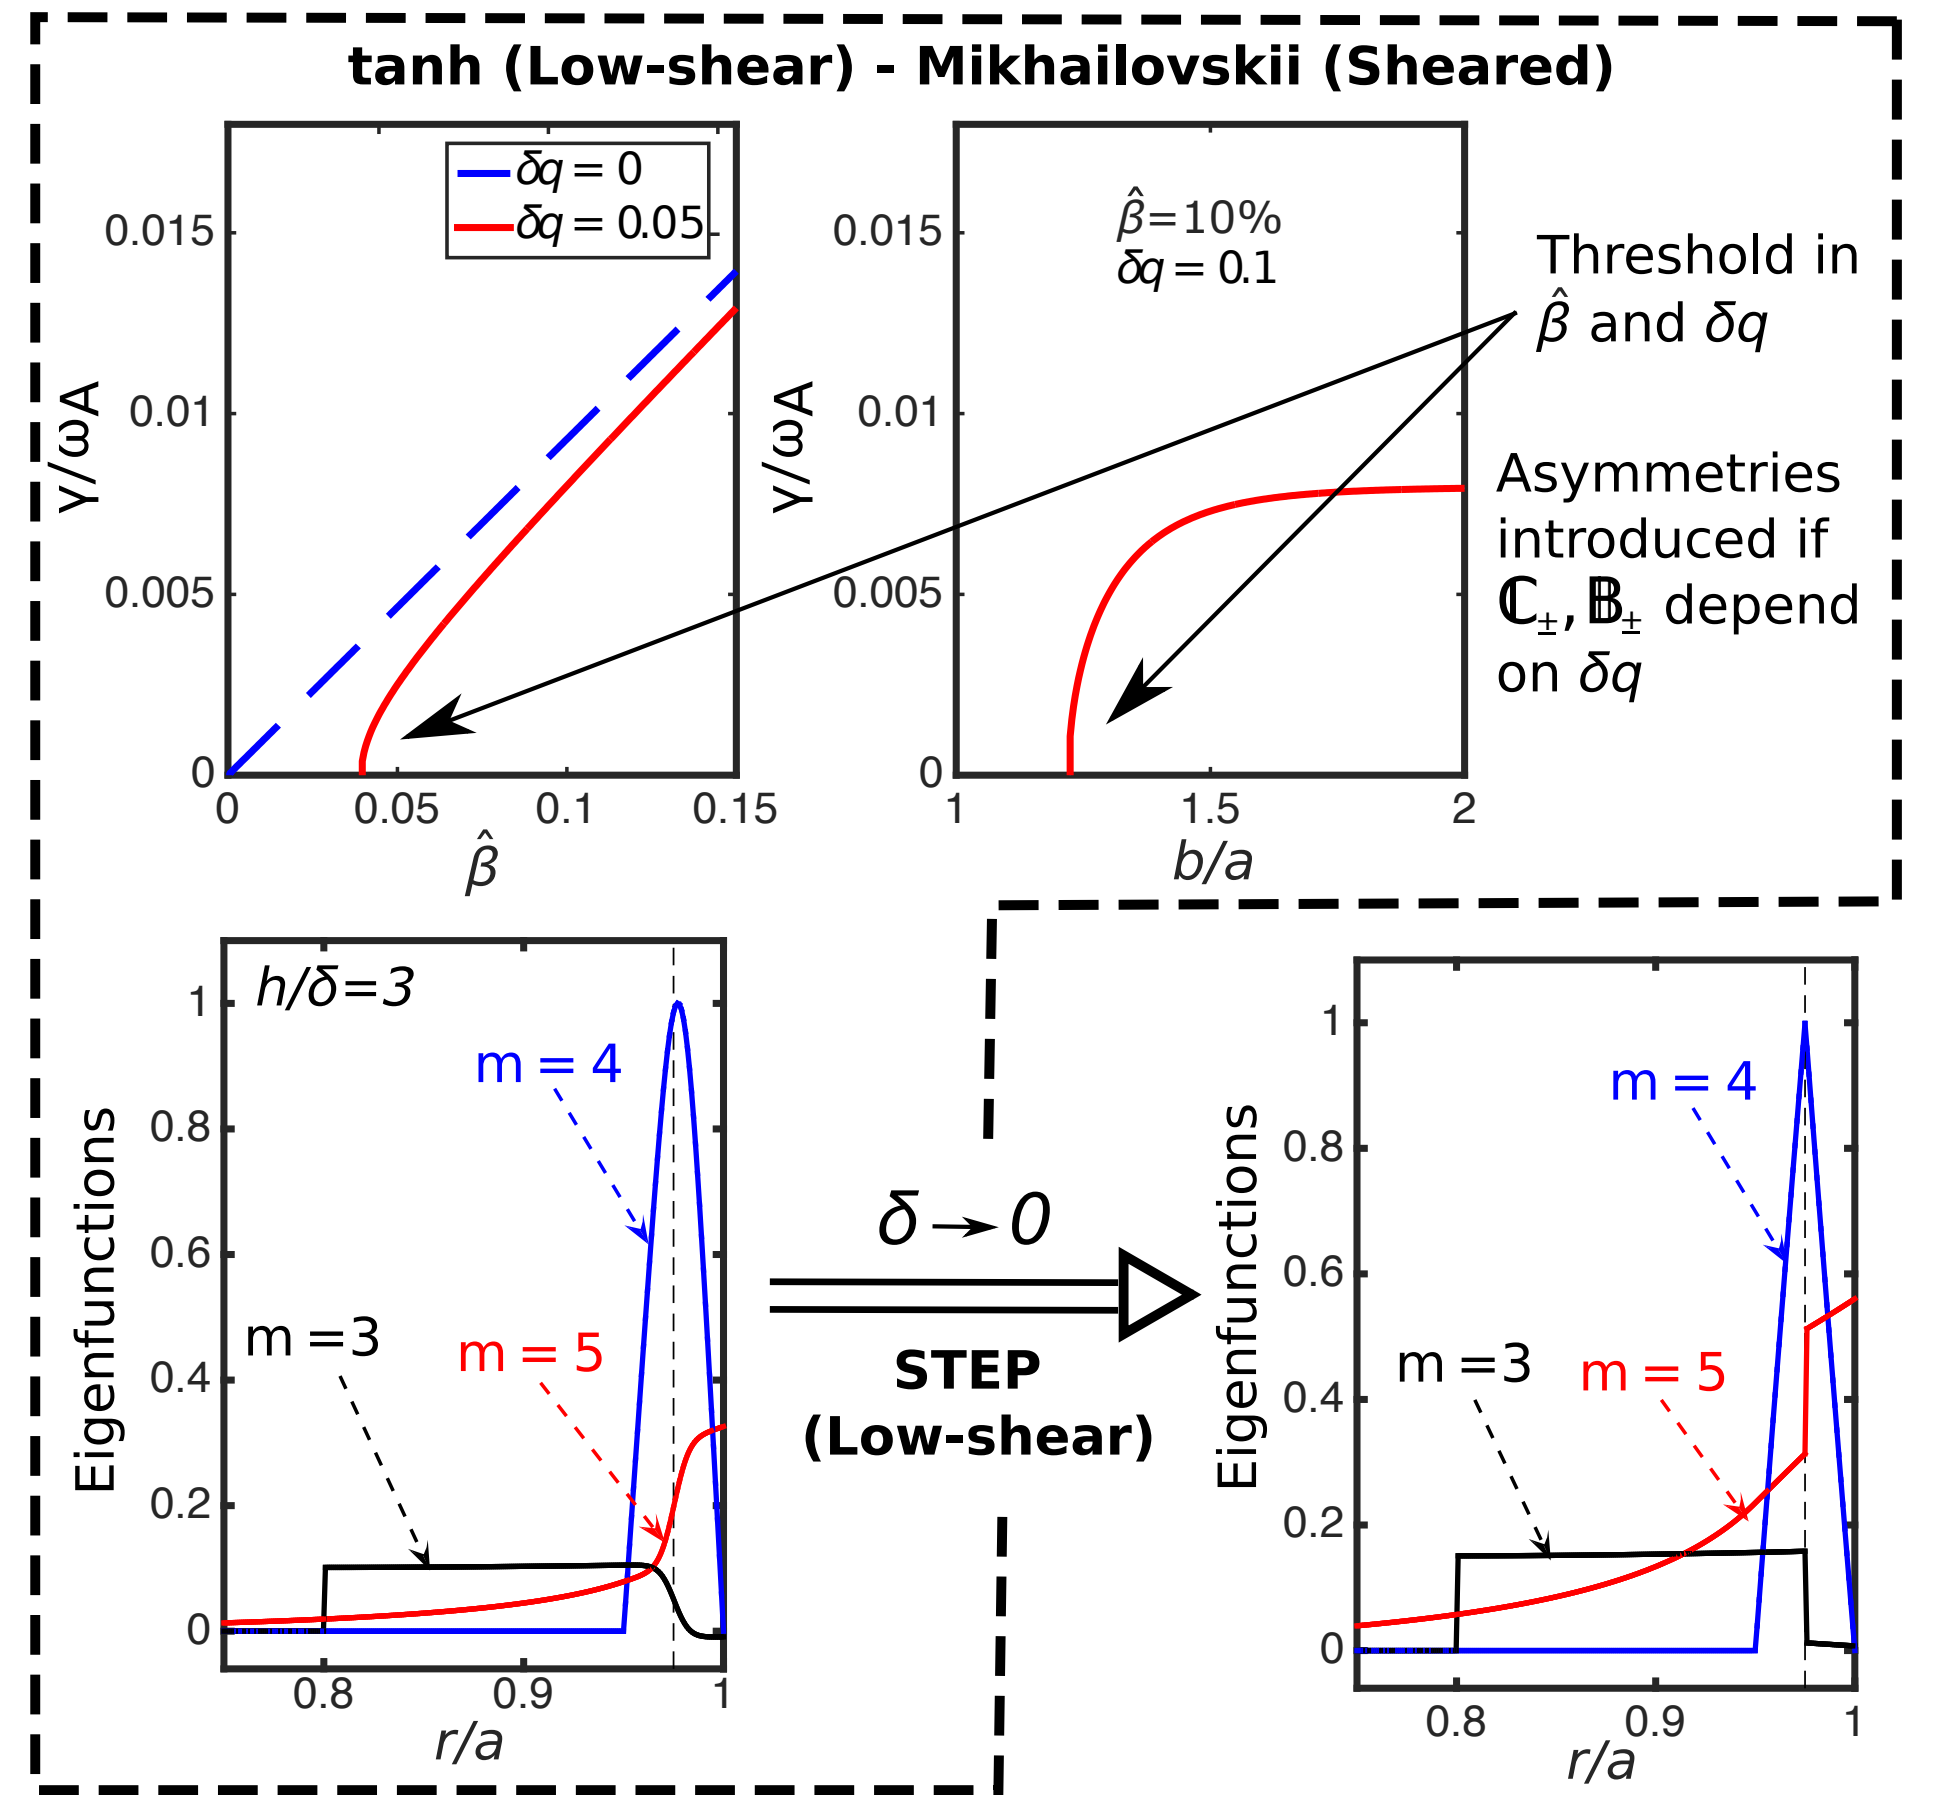 tanh (Low-shear) - Mikhailovskii (Sheared)
δq = 0
δq = 0.05
0.015
0.01
0.005
0
γ/ωA
0
0.05
0.1
0.15
β̂
β̂=10%
δq = 0.1
0.015
0.01
0.005
0
γ/ωA
1
1.5
2
b/a
Threshold in
β̂ and δq
Asymmetries
introduced if
ℂ±, 𝔹± depend
on δq
h/δ=3
m = 4
m =3
m = 5
1
0.8
0.6
0.4
0.2
0
Eigenfunctions
0.8
0.9
1
r/a
δ → 0
STEP
(Low-shear)
m = 4
m =3
m = 5
1
0.8
0.6
0.4
0.2
0
Eigenfunctions
0.8
0.9
1
r/a